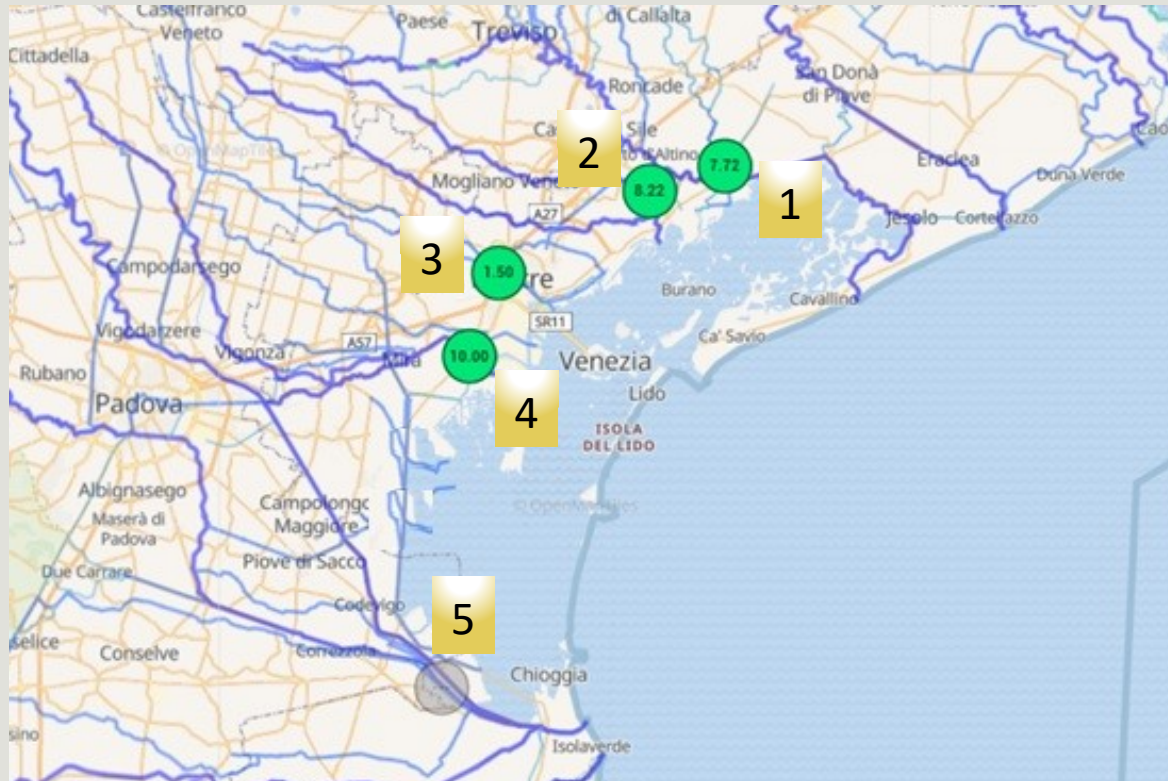 Castelfranco
Veneto
Paese
Treviso
di Callalta
Cittadella
Roncade
San Donà
di Piave
2
Sile
7.72
© OpenMapTiles
Mogliano
8.22
1
Eraclea
Duna Verde
A27
Jesolo
3
Campodarsego
1.50
Burano
Cavallino
SR11
Vigodarzere
A57
Ca' Savio
Vigonza
Mira
10.00
Venezia
Rubano
Lido
Padova
4
ISOLA
DEL LIDO
Albignasego
Campolongo
Maggiore
© OpenMapTiles
Maserà di
Padova
Piove di Sacco
Due Carrare
5
Codevigo
selice
Conselve
Correzzola
Chioggia
Isolaverde